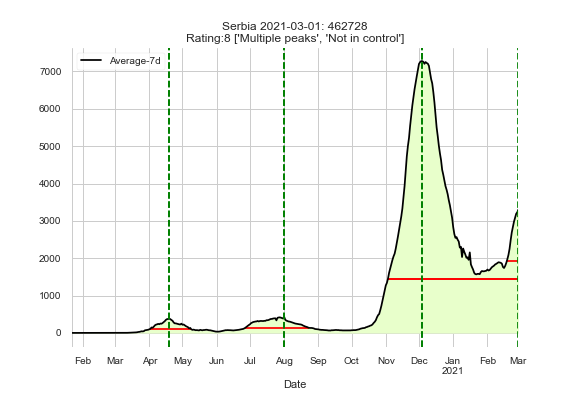 Serbia 2021-03-01: 462728
Rating:8 ['Multiple peaks', 'Not in control']
Average-7d
7000
6000
5000
4000
3000
2000
1000
0
Feb Mar Apr May Jun Jul Aug Sep Oct Nov Dec Jan Feb Mar
2021
Date